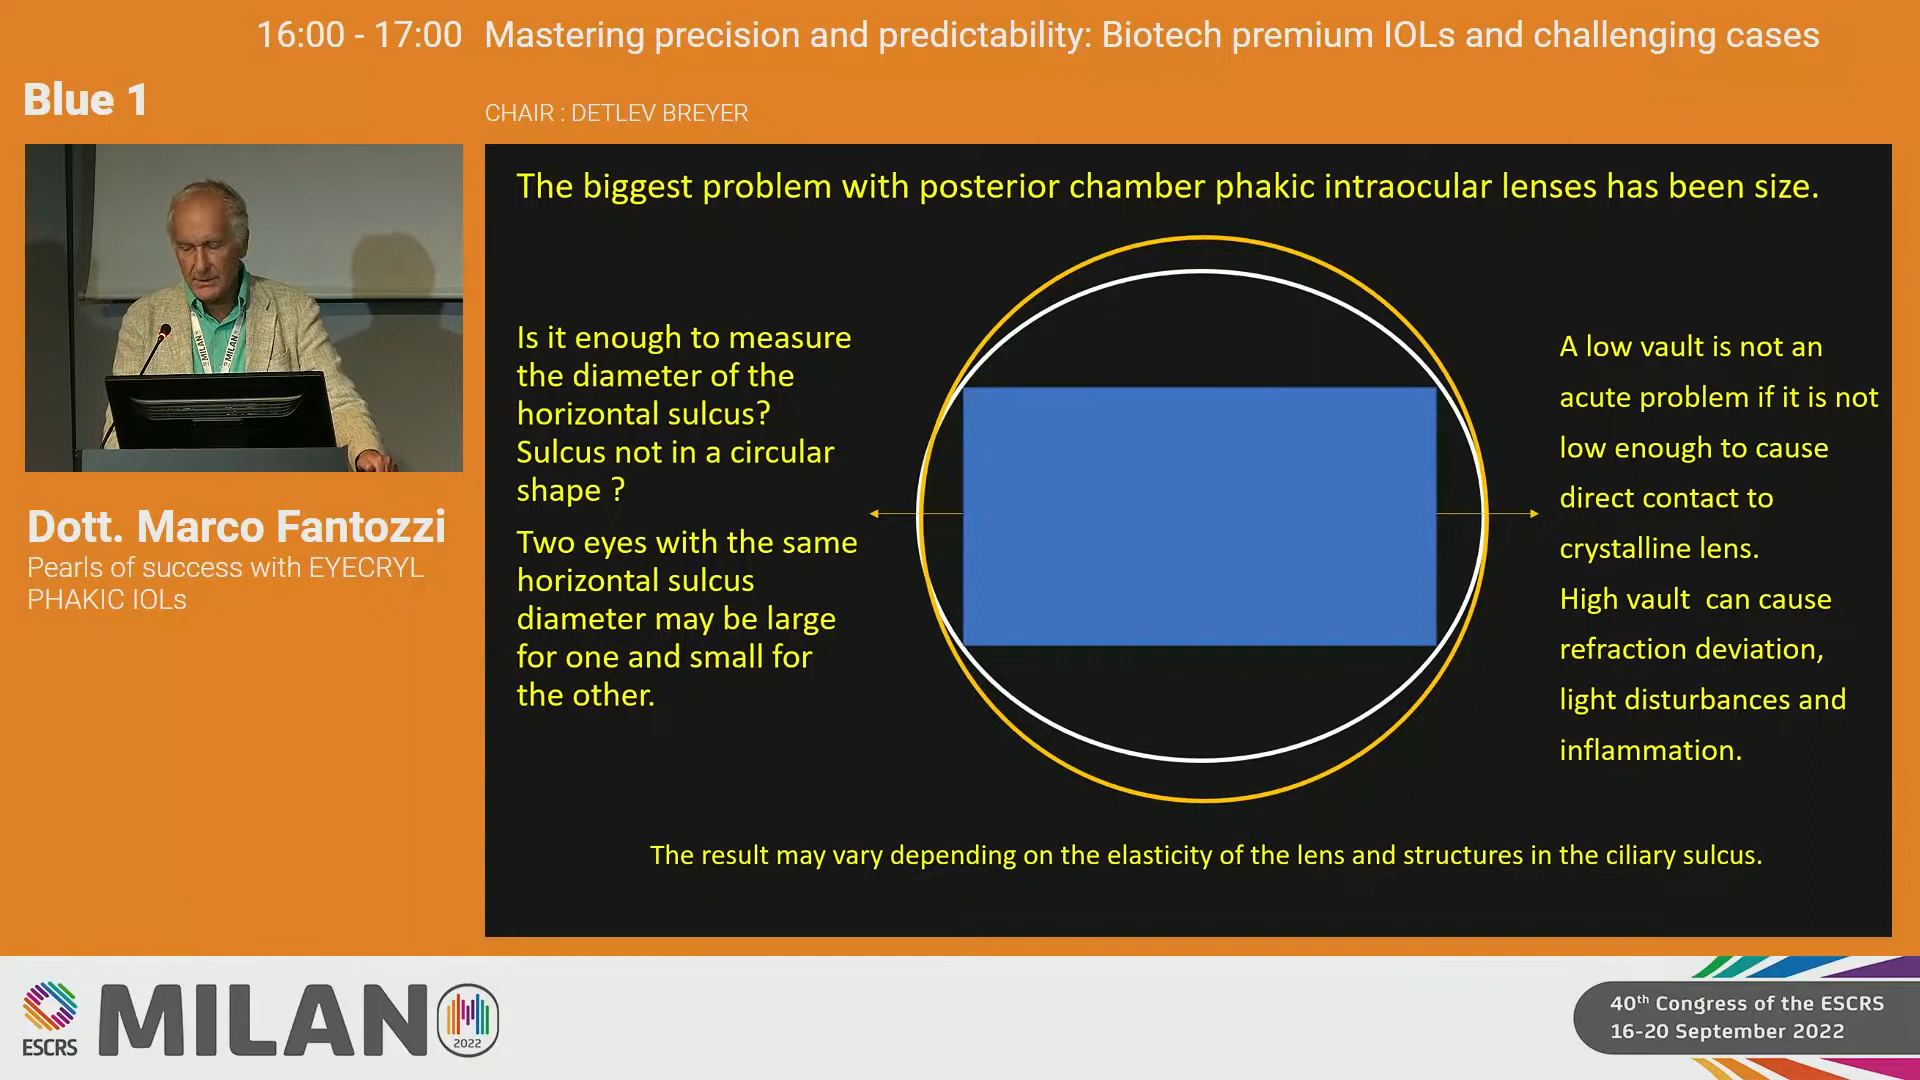 16:00 - 17:00 Mastering precision and predictability: Biotech premium IOLs and challenging cases
Blue 1
CHAIR : DETLEV BREYER
MILAN
MILAN
Dott. Marco Fantozzi
Pearls of success with EYECRYL
PHAKIC IOLs
The biggest problem with posterior chamber phakic intraocular lenses has been size.
Is it enough to measure
the diameter of the
horizontal sulcus?
Sulcus not in a circular
shape ?
Two eyes with the same
horizontal sulcus
diameter may be large
for one and small for
the other.
A low vault is not an
acute problem if it is not
low enough to cause
direct contact to
crystalline lens.
High vault can cause
refraction deviation,
light disturbances and
inflammation.
The result may vary depending on the elasticity of the lens and structures in the ciliary sulcus.
ESCRS
MILAN
2022
40th Congress of the ESCRS
16-20 September 2022